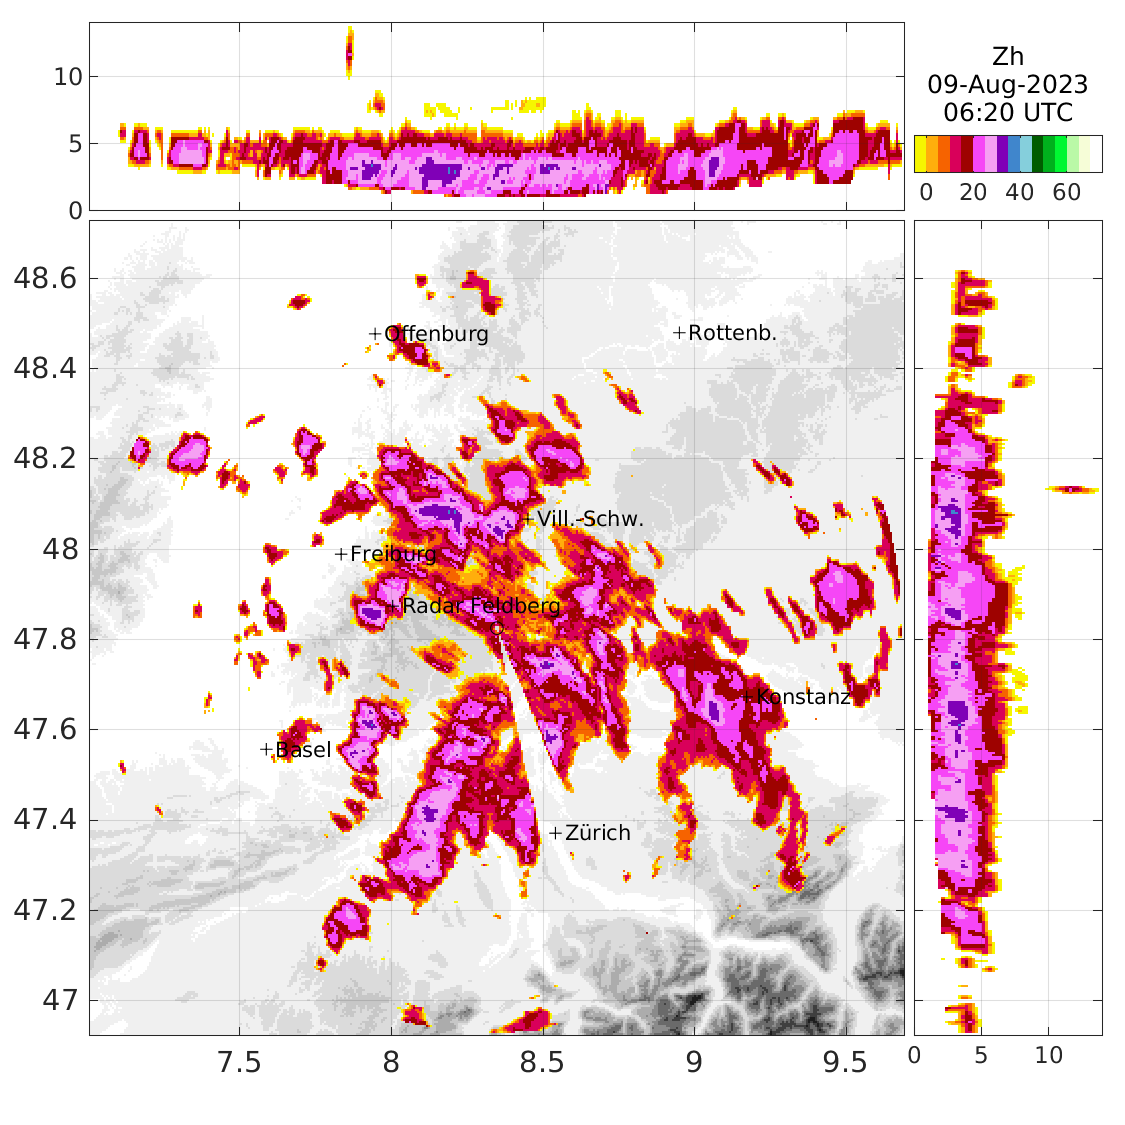 10
5
0
Zh
09-Aug-2023
06:20 UTC
0 20 40 60
48.6
48.4
48.2
48
47.8
47.6
47.4
47.2
47
+Offenburg
+Rottenb.
+Vill.-Schw.
+Freiburg
+Radar Feldberg
+Konstanz
+Basel
+Zürich
7.5 8 8.5 9 9.5
0 5 10